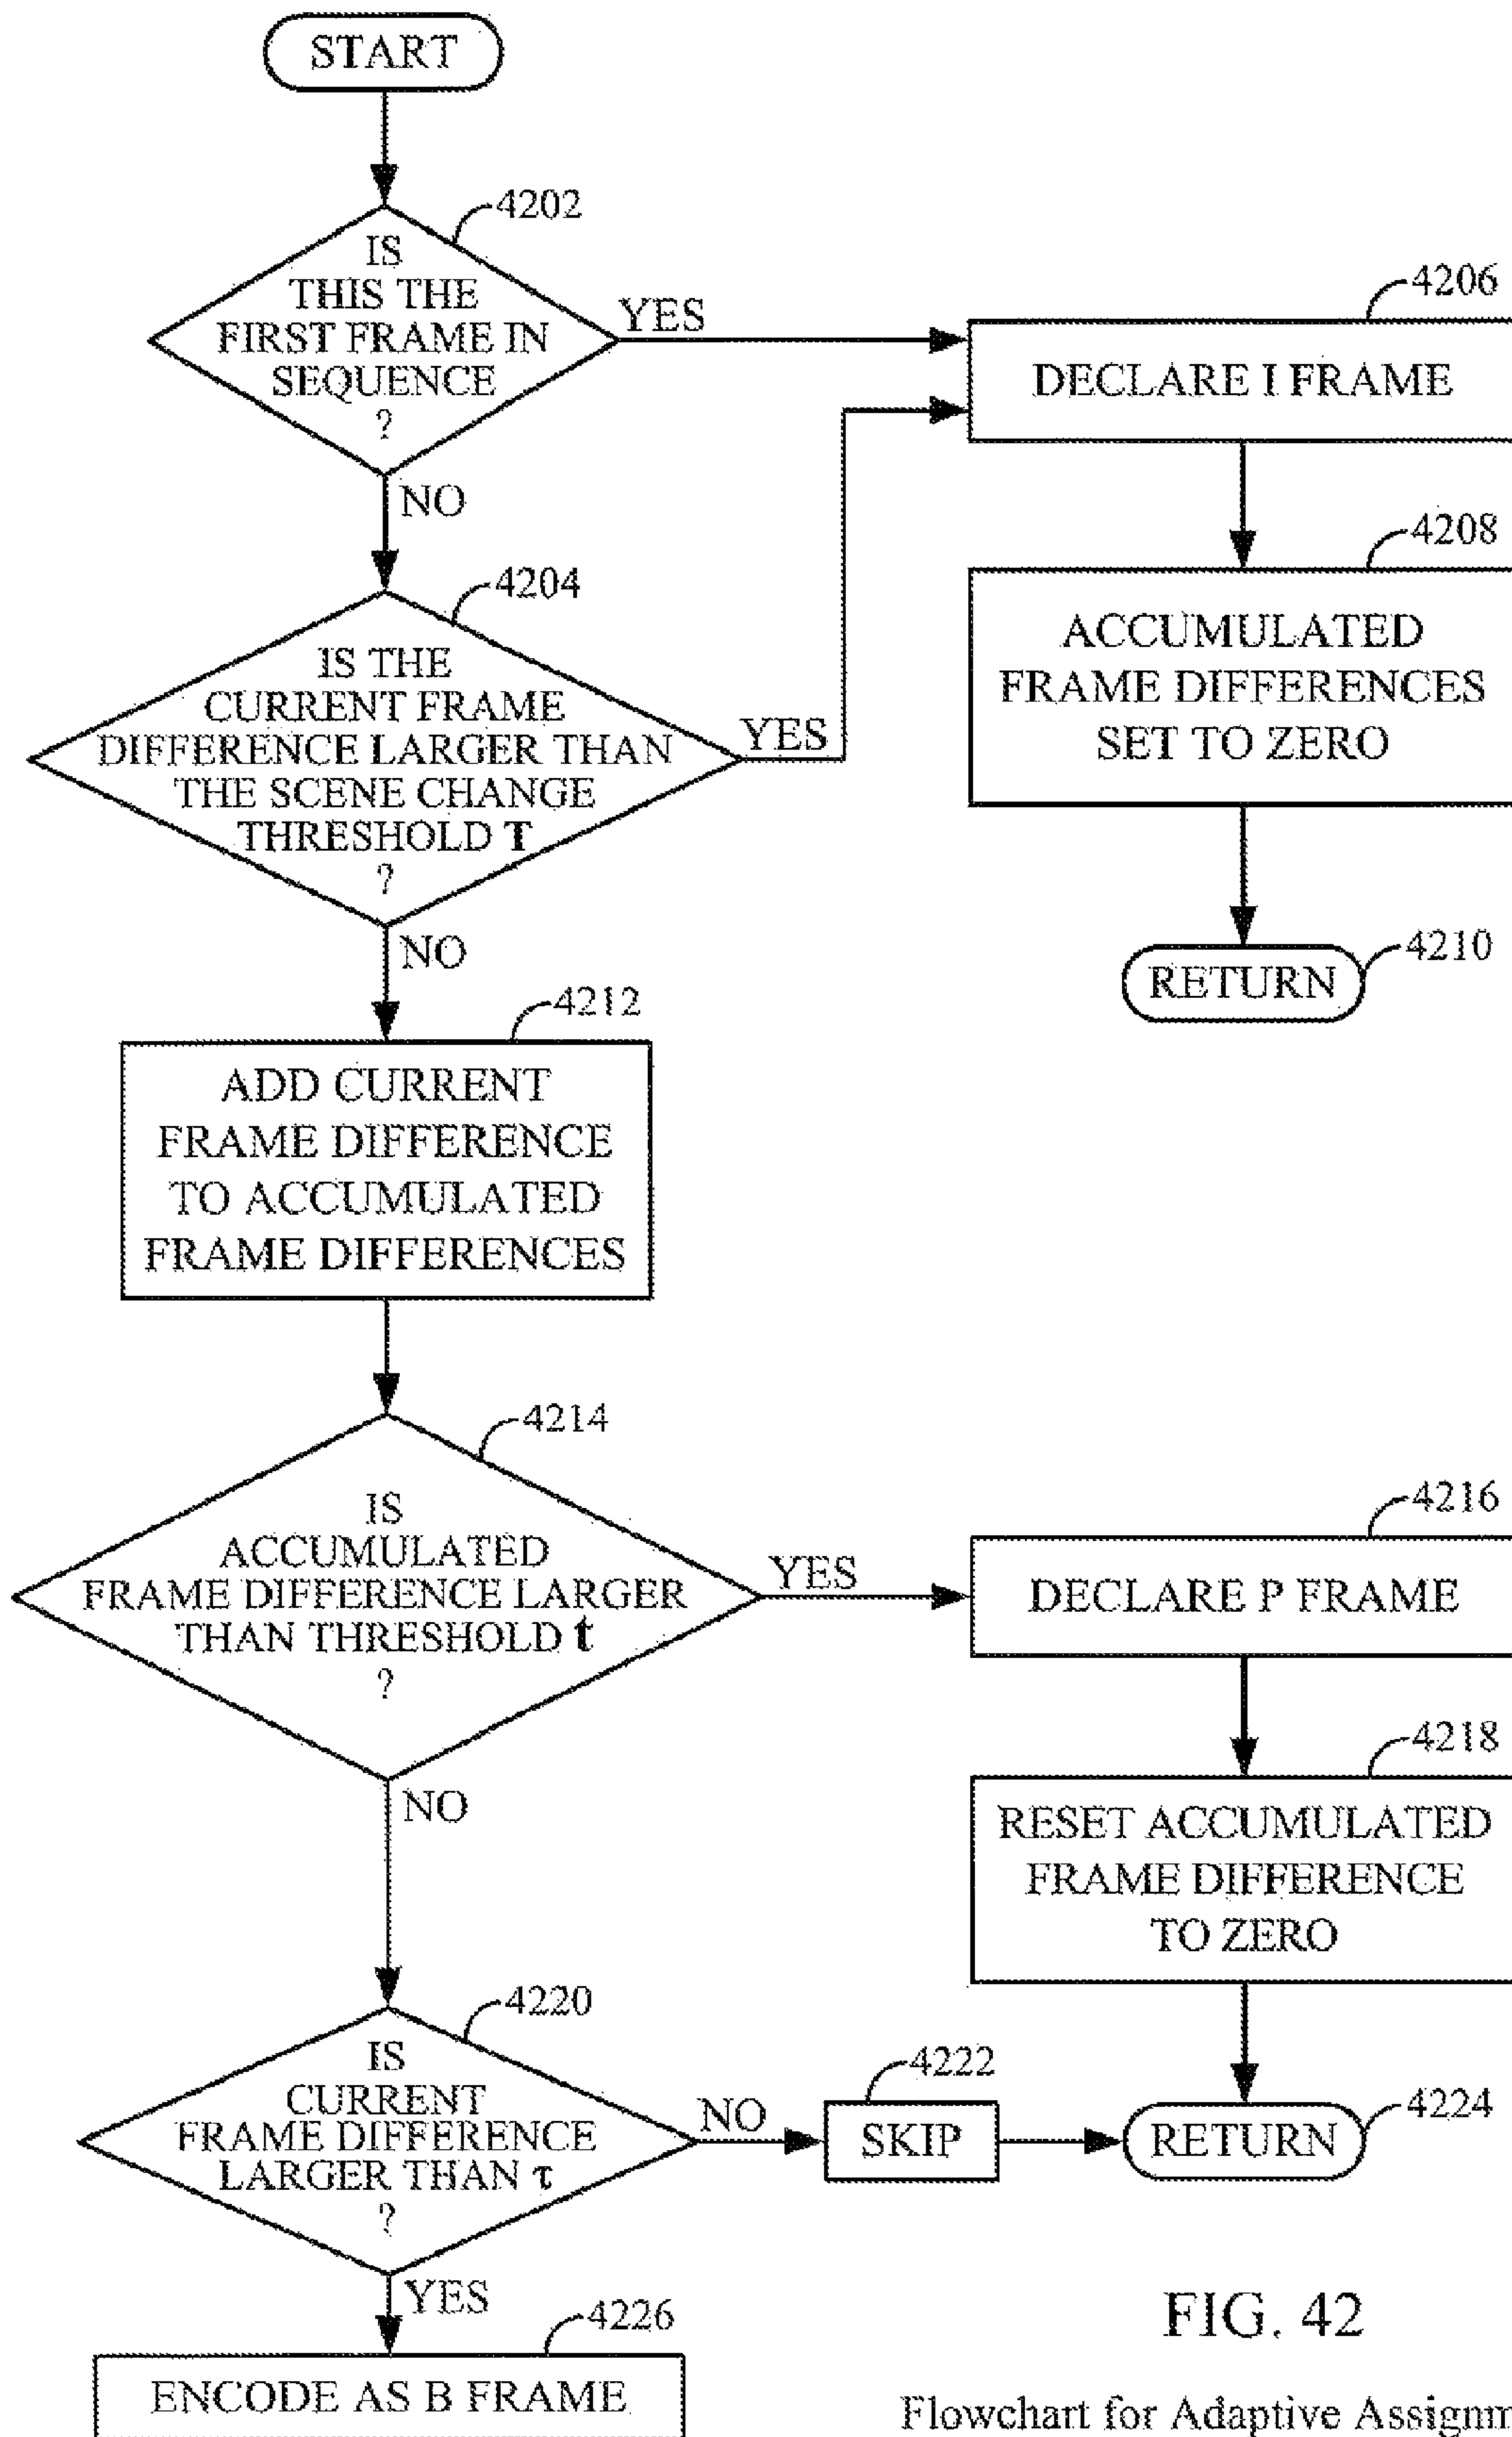 START
4202
IS
THIS THE
FIRST FRAME IN
SEQUENCE
?
YES
NO
4206
DECLARE I FRAME
4204
IS THE
CURRENT FRAME
DIFFERENCE LARGER THAN
THE SCENE CHANGE
THRESHOLD T
?
YES
NO
4208
ACCUMULATED
FRAME DIFFERENCES
SET TO ZERO
4210
RETURN
4212
ADD CURRENT
FRAME DIFFERENCE
TO ACCUMULATED
FRAME DIFFERENCES
4214
IS
ACCUMULATED
FRAME DIFFERENCE LARGER
THAN THRESHOLD t
?
YES
NO
4216
DECLARE P FRAME
4218
RESET ACCUMULATED
FRAME DIFFERENCE
TO ZERO
4220
IS
CURRENT
FRAME DIFFERENCE
LARGER THAN τ
?
NO
YES
4222
SKIP
4224
RETURN
4226
ENCODE AS B FRAME
FIG. 42
Flowchart for Adaptive